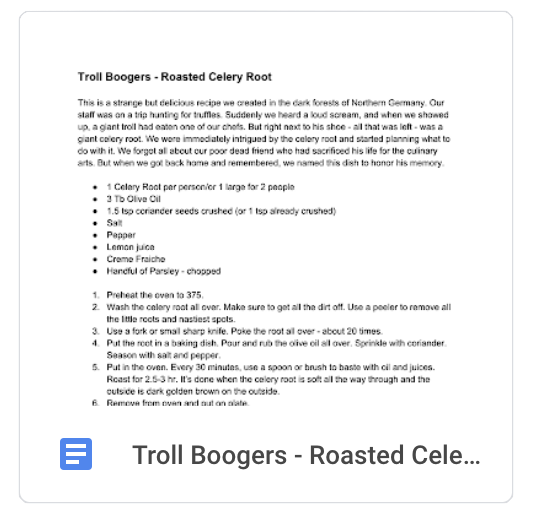 Troll Boogers - Roasted Celery Root
This is a strange but delicious recipe we created in the dark forests of Northern Germany. Our
staff was on a trip hunting for truffles. Suddenly we heard a loud scream, and when we showed
up, a giant troll had eaten one of our chefs. But right next to his shoe - all that was left - was a
giant celery root. We were immediately intrigued by the celery root and started planning what to
do with it. We forgot all about our poor dead friend who had sacrificed his life for the culinary
arts. But when we got back home and remembered, we named this dish to honor his memory.
● 1 Celery Root per person/or 1 large for 2 people
● 3 Tb Olive Oil
● 1.5 tsp coriander seeds crushed (or 1 tsp already crushed)
● Salt
● Pepper
● Lemon juice
● Creme Fraiche
● Handful of Parsley - chopped
1. Preheat the oven to 375.
2. Wash the celery root all over. Make sure to get all the dirt off. Use a peeler to remove all
the little roots and nastiest spots.
3. Use a fork or small sharp knife. Poke the root all over - about 20 times.
4. Put the root in a baking dish. Pour and rub the olive oil all over. Sprinkle with coriander.
Season with salt and pepper.
5. Put in the oven. Every 30 minutes, use a spoon or brush to baste with oil and juices.
Roast for 2.5-3 hr. It's done when the celery root is soft all the way through and the
outside is dark golden brown on the outside.
6. Remove from oven and put on plate.
Troll Boogers - Roasted Cele...